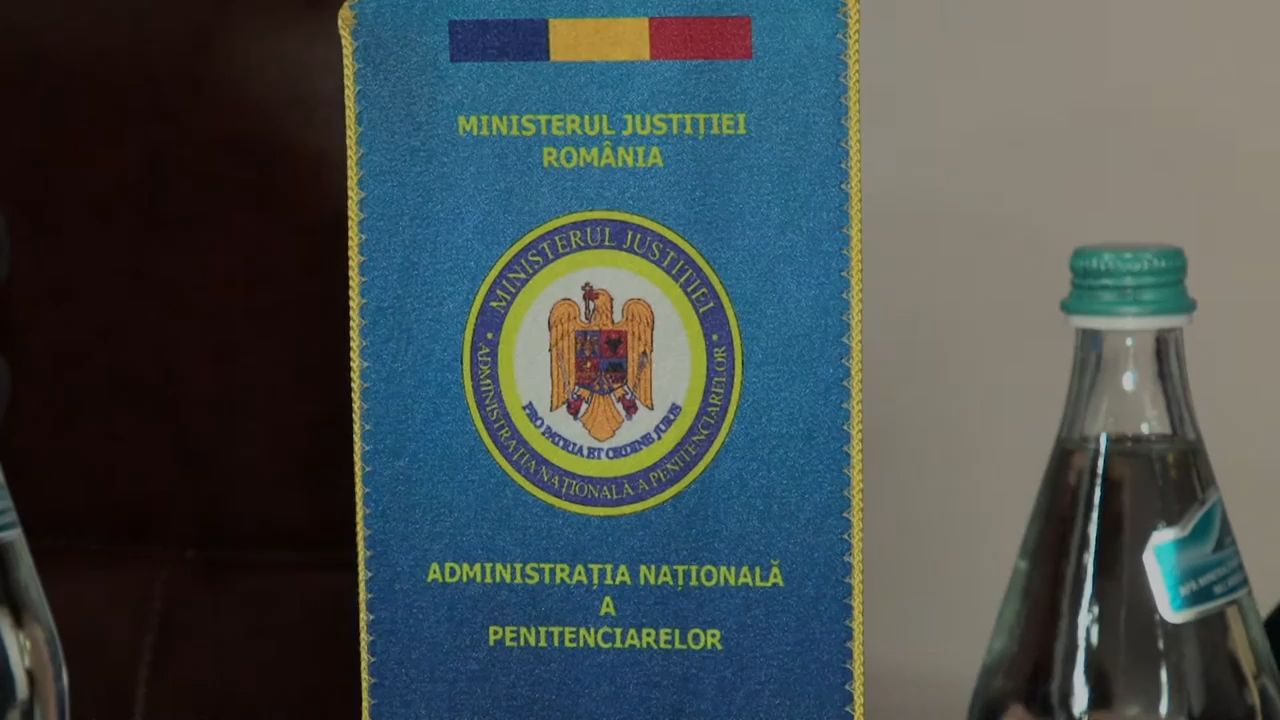 MINISTERUL JUSTIȚIEI
ROMÂNIA
MINISTERUL JUSTIȚIEI
ADMINISTRAȚIA NAȚIONALĂ A PENITENCIARELOR
PRO PATRIA ET ORDINE JURIS
ADMINISTRAȚIA NAȚIONALĂ
A
PENITENCIARELOR